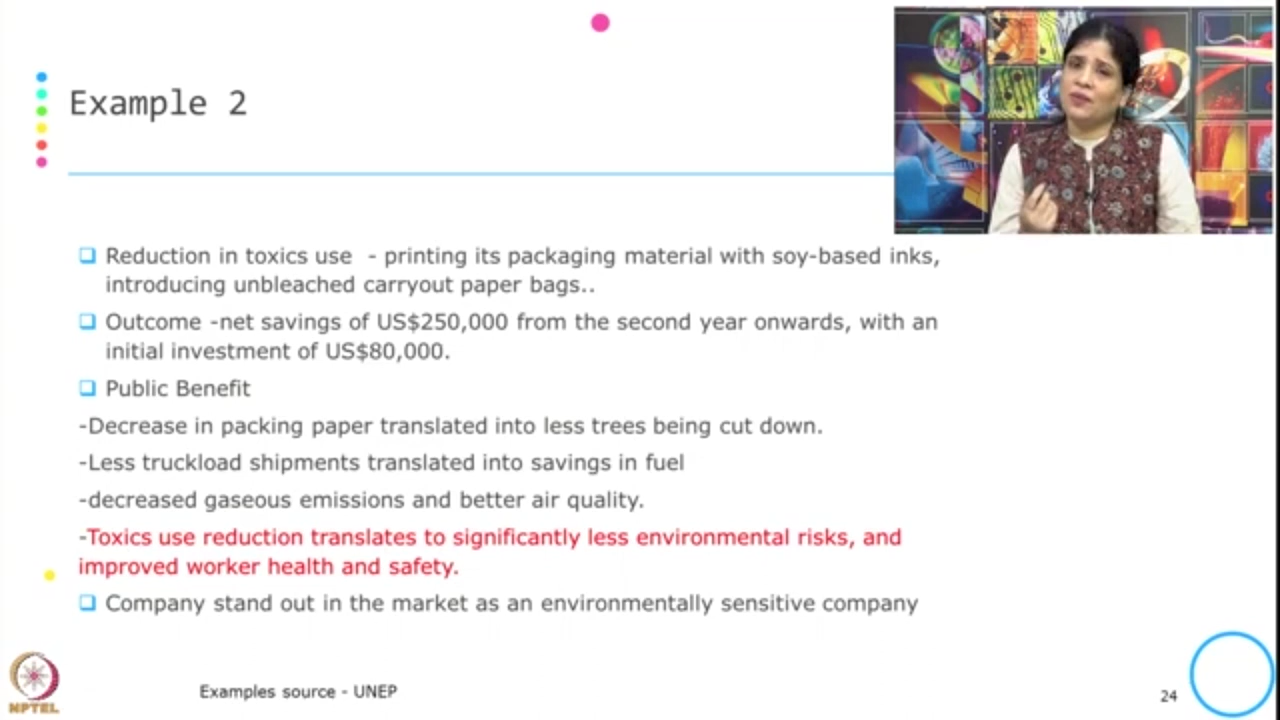 Example 2
Reduction in toxics use - printing its packaging material with soy-based inks,
introducing unbleached carryout paper bags..
Outcome -net savings of US$250,000 from the second year onwards, with an
initial investment of US$80,000.
Public Benefit
-Decrease in packing paper translated into less trees being cut down.
-Less truckload shipments translated into savings in fuel
-decreased gaseous emissions and better air quality.
-Toxics use reduction translates to significantly less environmental risks, and
improved worker health and safety.
Company stand out in the market as an environmentally sensitive company
NPTEL
Examples source - UNEP
24